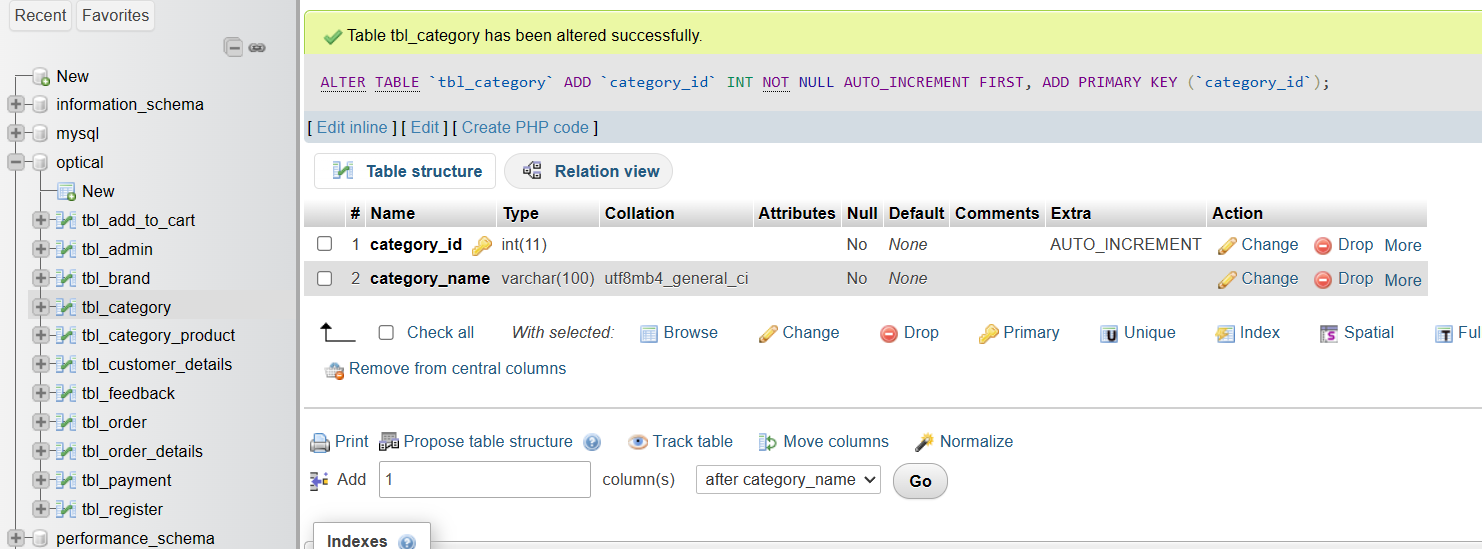 Recent Favorites
New
information_schema
mysql
optical
New
tbl_add_to_cart
tbl_admin
tbl_brand
tbl_category
tbl_category_product
tbl_customer_details
tbl_feedback
tbl_order
tbl_order_details
tbl_payment
tbl_register
performance_schema
Table tbl_category has been altered successfully.
ALTER TABLE `tbl_category` ADD `category_id` INT NOT NULL AUTO_INCREMENT FIRST, ADD PRIMARY KEY (`category_id`);
[ Edit inline ] [ Edit ] [ Create PHP code ]
Table structure Relation view
# Name Type Collation Attributes Null Default Comments Extra Action
1 category_id int(11) No None AUTO_INCREMENT Change Drop More
2 category_name varchar(100) utf8mb4_general_ci No None Change Drop More
Check all With selected: Browse Change Drop Primary Unique Index Spatial Ful
Remove from central columns
Print Propose table structure Track table Move columns Normalize
Add 1 column(s) after category_name Go
Indexes